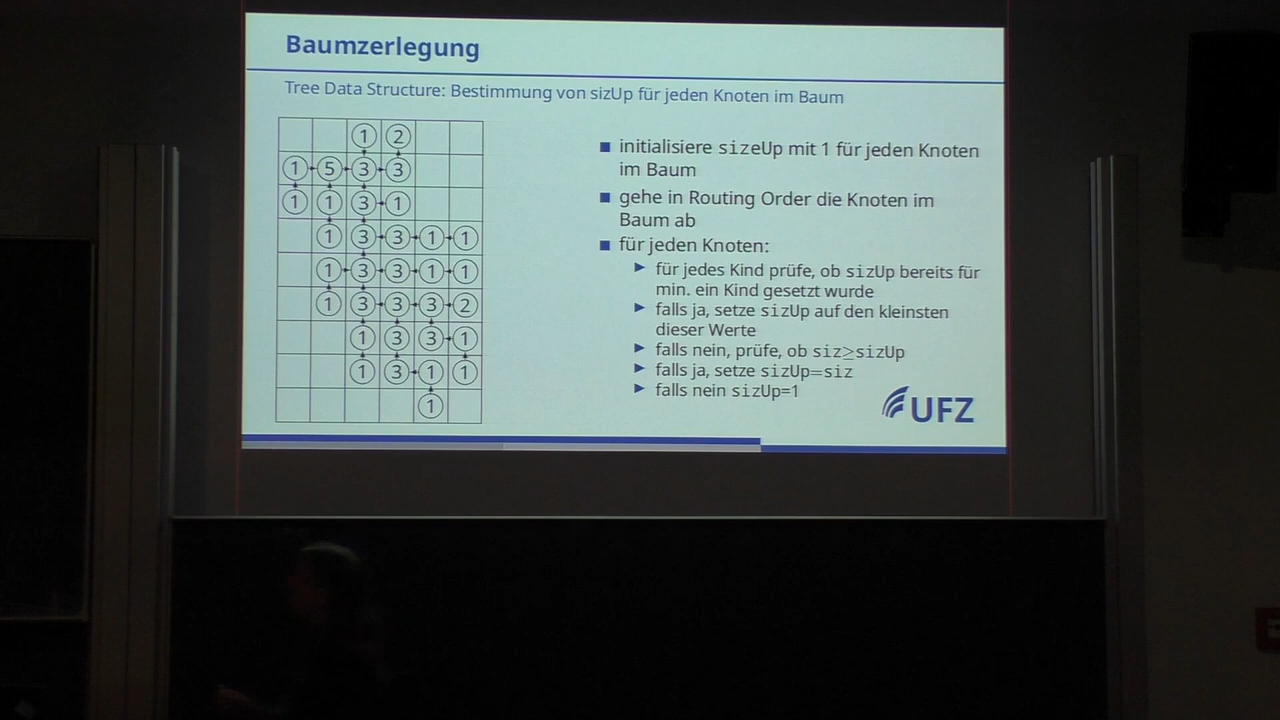 Baumzerlegung
Tree Data Structure: Bestimmung von sizUp für jeden Knoten im Baum
1 2
1 5 3 3
1 1 3 1
1 3 3 1 1
1 3 3 1 1
1 3 3 3 2
1 3 3 1
1 3 1 1
1
initialisiere sizeUp mit 1 für jeden Knoten
im Baum
gehe in Routing Order die Knoten im
Baum ab
für jeden Knoten:
für jedes Kind prüfe, ob sizUp bereits für
min. ein Kind gesetzt wurde
falls ja, setze sizUp auf den kleinsten
dieser Werte
falls nein, prüfe, ob siz≥sizUp
falls ja, setze sizUp=siz
falls nein sizUp=1
UFZ